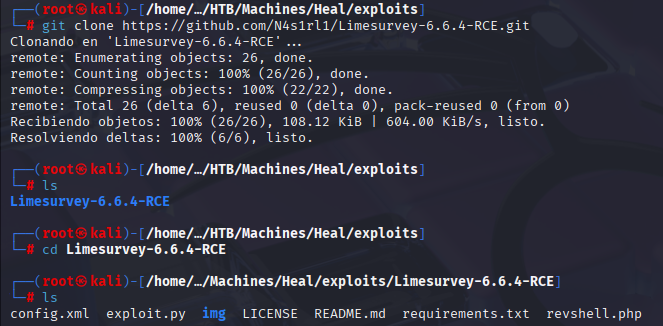 ┌──(root㉿kali)-[/home/…/HTB/Machines/Heal/exploits]
└─# git clone https://github.com/N4s1rl1/Limesurvey-6.6.4-RCE.git
Clonando en 'Limesurvey-6.6.4-RCE'...
remote: Enumerating objects: 26, done.
remote: Counting objects: 100% (26/26), done.
remote: Compressing objects: 100% (22/22), done.
remote: Total 26 (delta 6), reused 0 (delta 0), pack-reused 0 (from 0)
Recibiendo objetos: 100% (26/26), 108.12 KiB | 604.00 KiB/s, listo.
Resolviendo deltas: 100% (6/6), listo.
┌──(root㉿kali)-[/home/…/HTB/Machines/Heal/exploits]
└─# ls
Limesurvey-6.6.4-RCE
┌──(root㉿kali)-[/home/…/HTB/Machines/Heal/exploits]
└─# cd Limesurvey-6.6.4-RCE
┌──(root㉿kali)-[/home/…/Machines/Heal/exploits/Limesurvey-6.6.4-RCE]
└─# ls
config.xml  exploit.py  img  LICENSE  README.md  requirements.txt  revshell.php